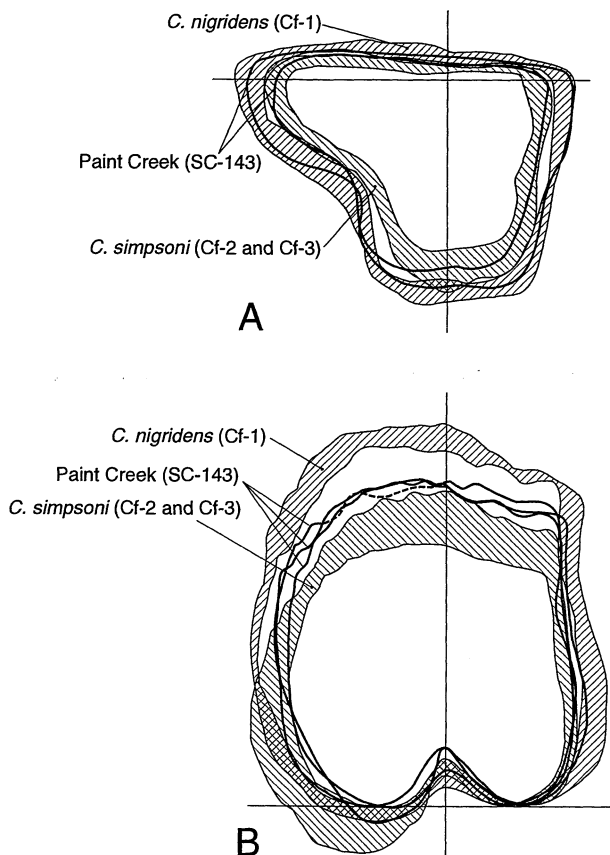 C. nigridens (Cf-1)
Paint Creek (SC-143)
C. simpsoni (Cf-2 and Cf-3)
A
C. nigridens (Cf-1)
Paint Creek (SC-143)
C. simpsoni (Cf-2 and Cf-3)
B